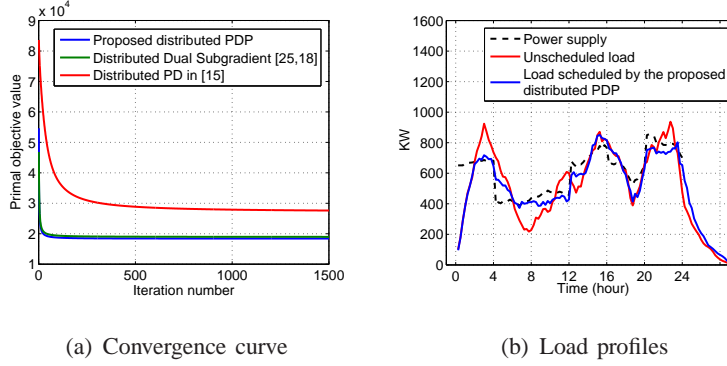 x 10^4
10
9
8
7
6
5
4
3
2
1
0
500
1000
1500
Primal objective value
Iteration number
Proposed distributed PDP
Distributed Dual Subgradient [25,18]
Distributed PD in [15]
(a) Convergence curve
1600
1400
1200
1000
800
600
400
200
0
0
4
8
12
16
20
24
KW
Time (hour)
Power supply
Unscheduled load
Load scheduled by the proposed
distributed PDP
(b) Load profiles